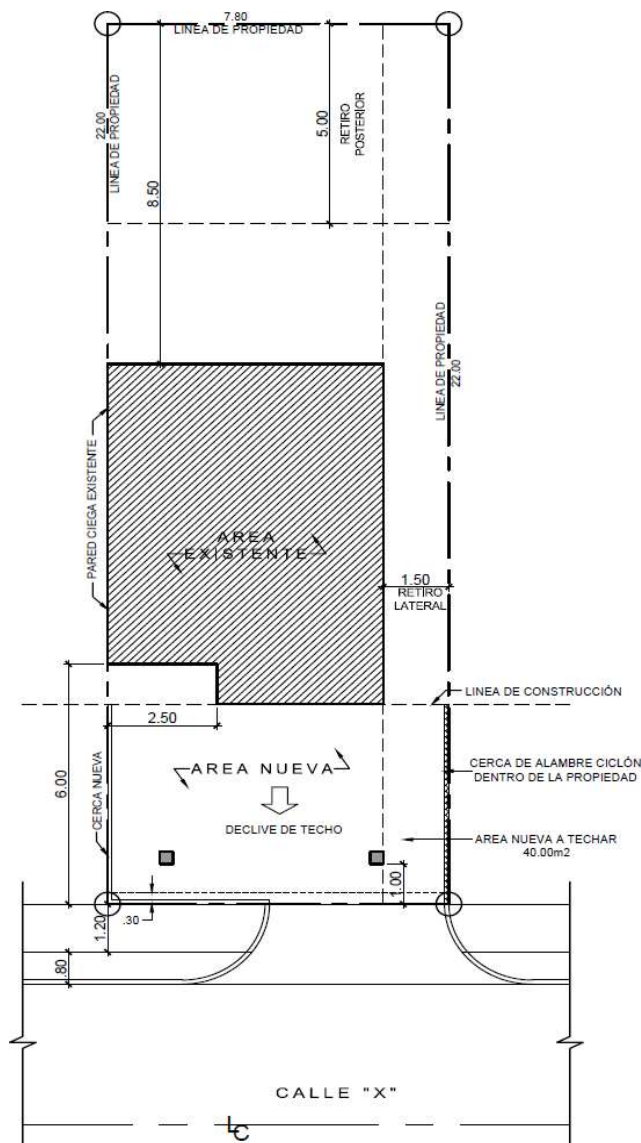 7.80
LINEA DE PROPIEDAD
22.00
LINEA DE PROPIEDAD
8.50
5.00
RETIRO
POSTERIOR
LINEA DE PROPIEDAD
22.00
PARED CIEGA EXISTENTE
AREA
EXISTENTE
1.50
RETIRO
LATERAL
LINEA DE CONSTRUCCIÓN
2.50
6.00
CERCA NUEVA
AREA NUEVA
DECLIVE DE TECHO
CERCA DE ALAMBRE CICLÓN
DENTRO DE LA PROPIEDAD
AREA NUEVA A TECHAR
40.00m2
1.00
.30
1.20
.80
CALLE "X"
LC